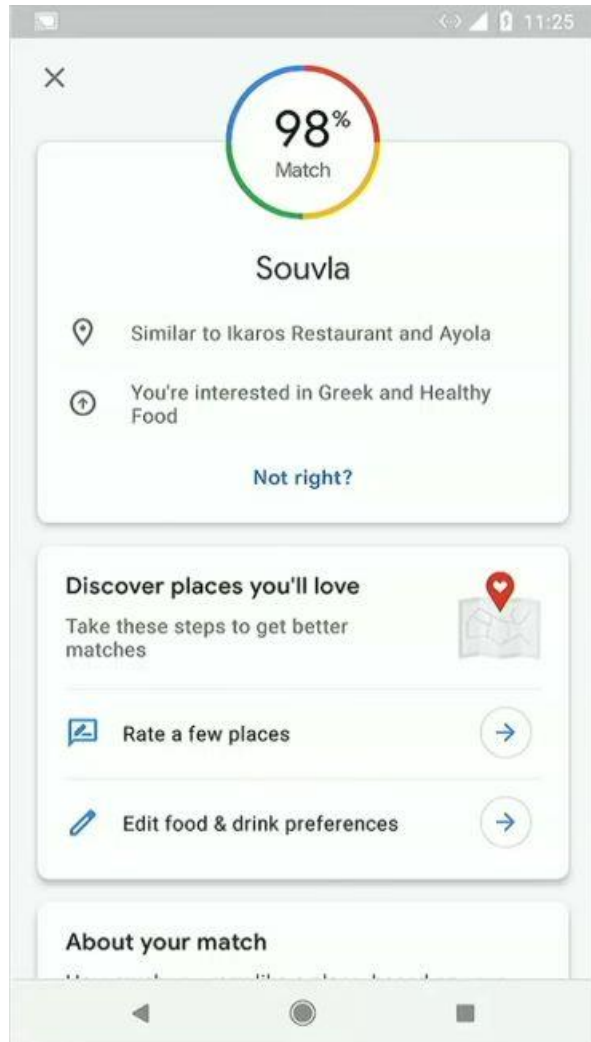 11:25
98%
Match
Souvla
Similar to Ikaros Restaurant and Ayola
You're interested in Greek and Healthy
Food
Not right?
Discover places you'll love
Take these steps to get better
matches
Rate a few places
Edit food & drink preferences
About your match